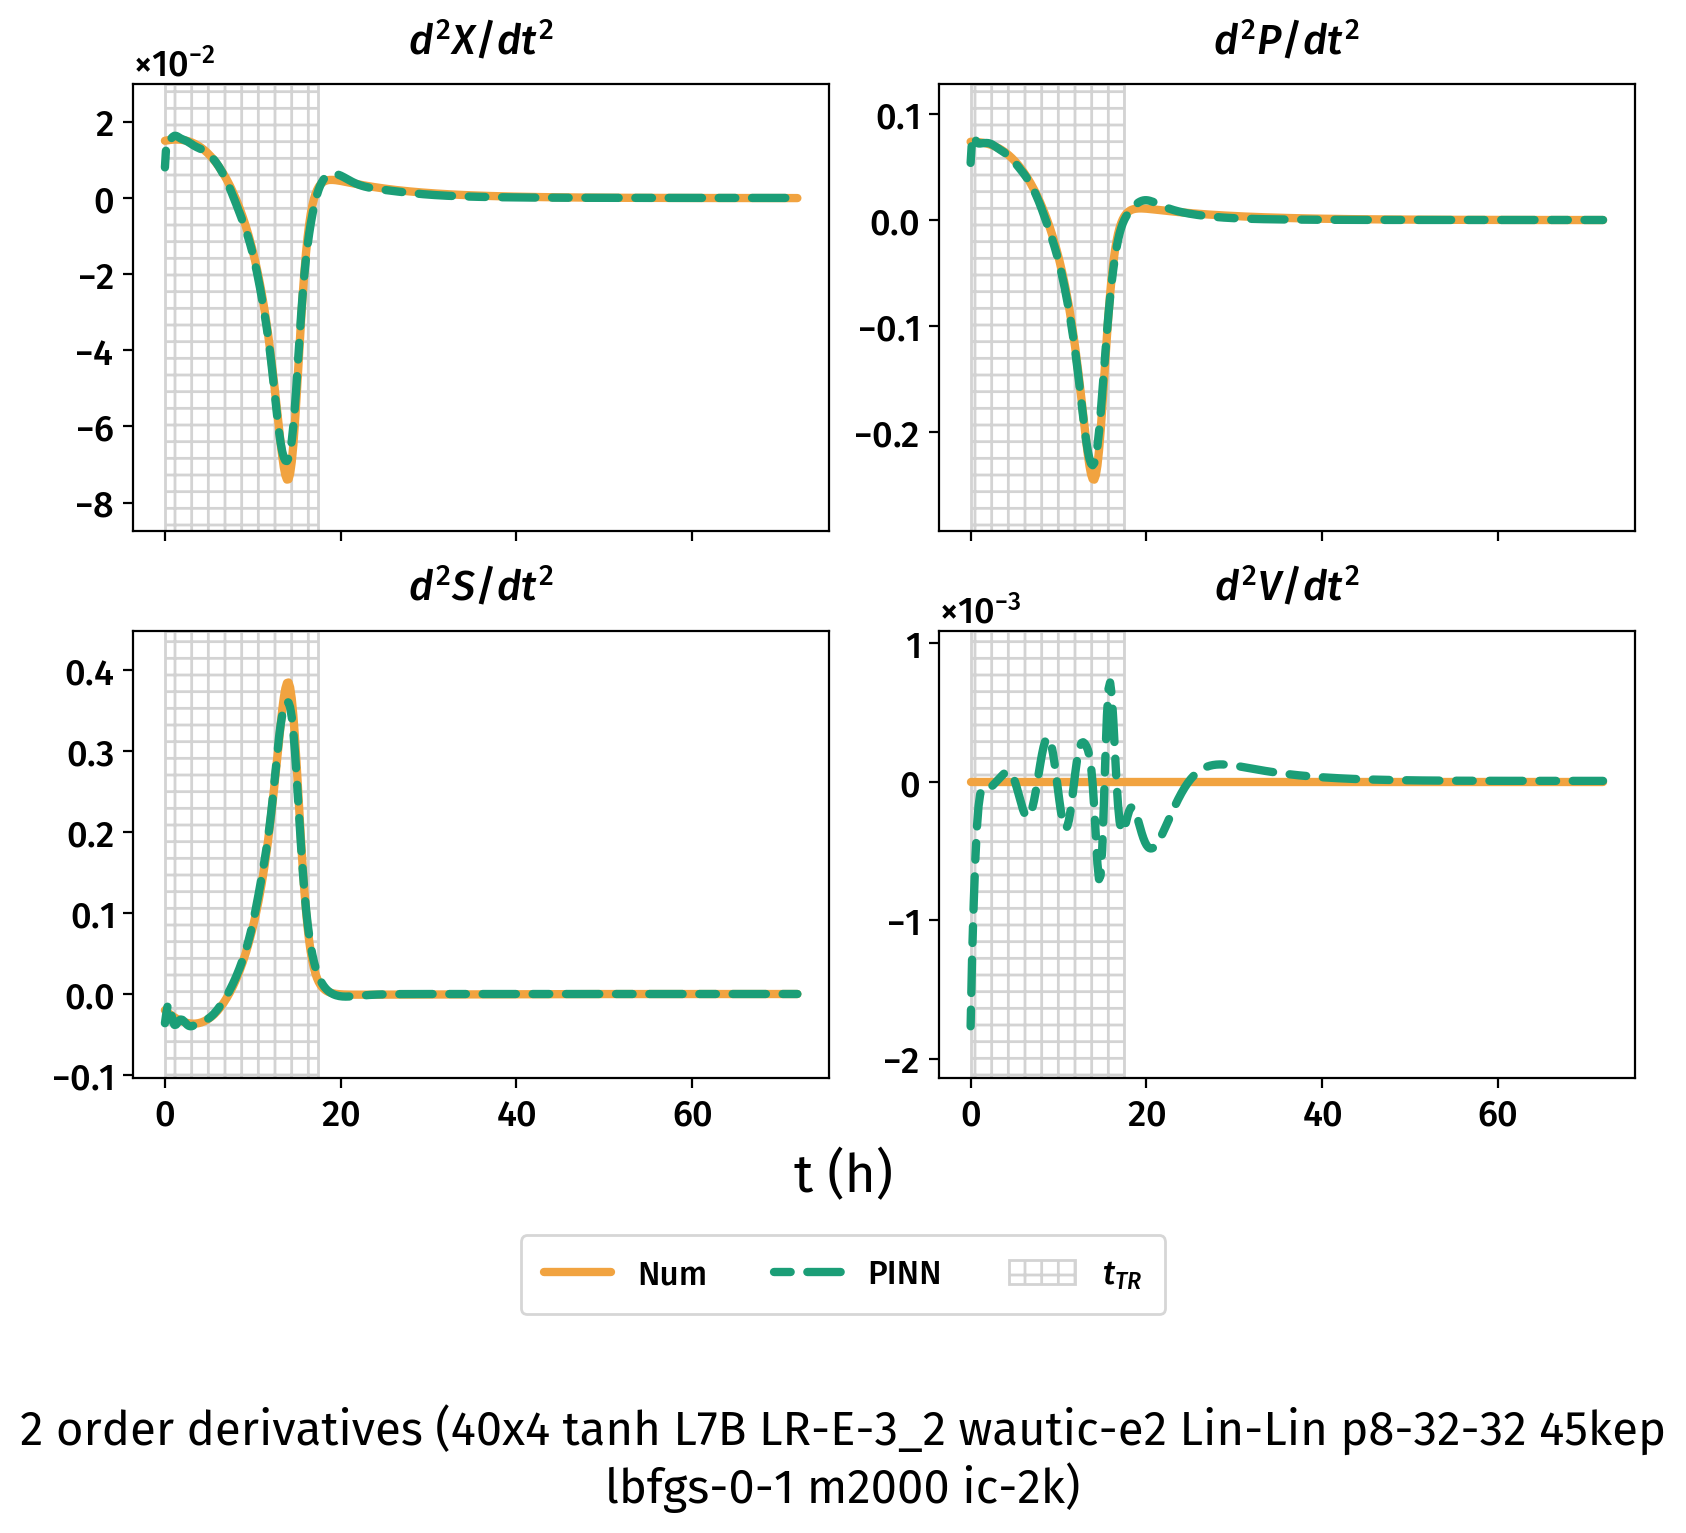 d²X/dt²
×10⁻²
2
0
−2
−4
−6
−8
d²P/dt²
0.1
0.0
−0.1
−0.2
d²S/dt²
0.4
0.3
0.2
0.1
0.0
−0.1
0 20 40 60
d²V/dt²
×10⁻³
1
0
−1
−2
0 20 40 60
t (h)
Num PINN t_TR
2 order derivatives (40x4 tanh L7B LR-E-3_2 wautic-e2 Lin-Lin p8-32-32 45kep
lbfgs-0-1 m2000 ic-2k)